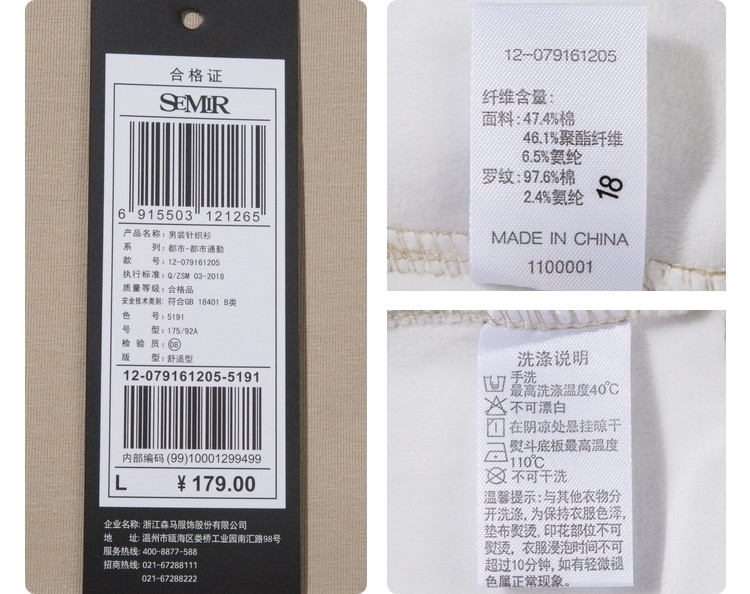 合格证
SEMIR
6 915503 121265
产品名称: 男装针织衫
系 列: 都市-都市通勤
款 号: 12-079161205
执行标准: Q/ZSM 03-2018
质量等级: 合格品
安全技术类别: 符合GB 18401 B类
色 号: 5191
号 型: 175/92A
检 验 员: 08
版 型: 舒适型
12-079161205-5191
内部编码 (99)10001299499
L ¥179.00
企业名称: 浙江森马服饰股份有限公司
地 址: 温州市瓯海区娄桥工业园南汇路98号
服务热线: 400-8877-588
招商热线: 021-67288111
021-67288222
12-079161205
纤维含量:
面料: 47.4%棉
46.1%聚酯纤维
6.5%氨纶
罗纹: 97.6%棉
2.4%氨纶
18
MADE IN CHINA
1100001
洗涤说明
手洗
最高洗涤温度40℃
不可漂白
在阴凉处悬挂晾干
熨斗底板最高温度
110℃
不可干洗
温馨提示: 与其他衣物分
开洗涤, 为保持衣服色泽,
垫布熨烫, 印花部位不可
熨烫, 衣服浸泡时间不可
超过10分钟, 如有轻微褪
色属正常现象.